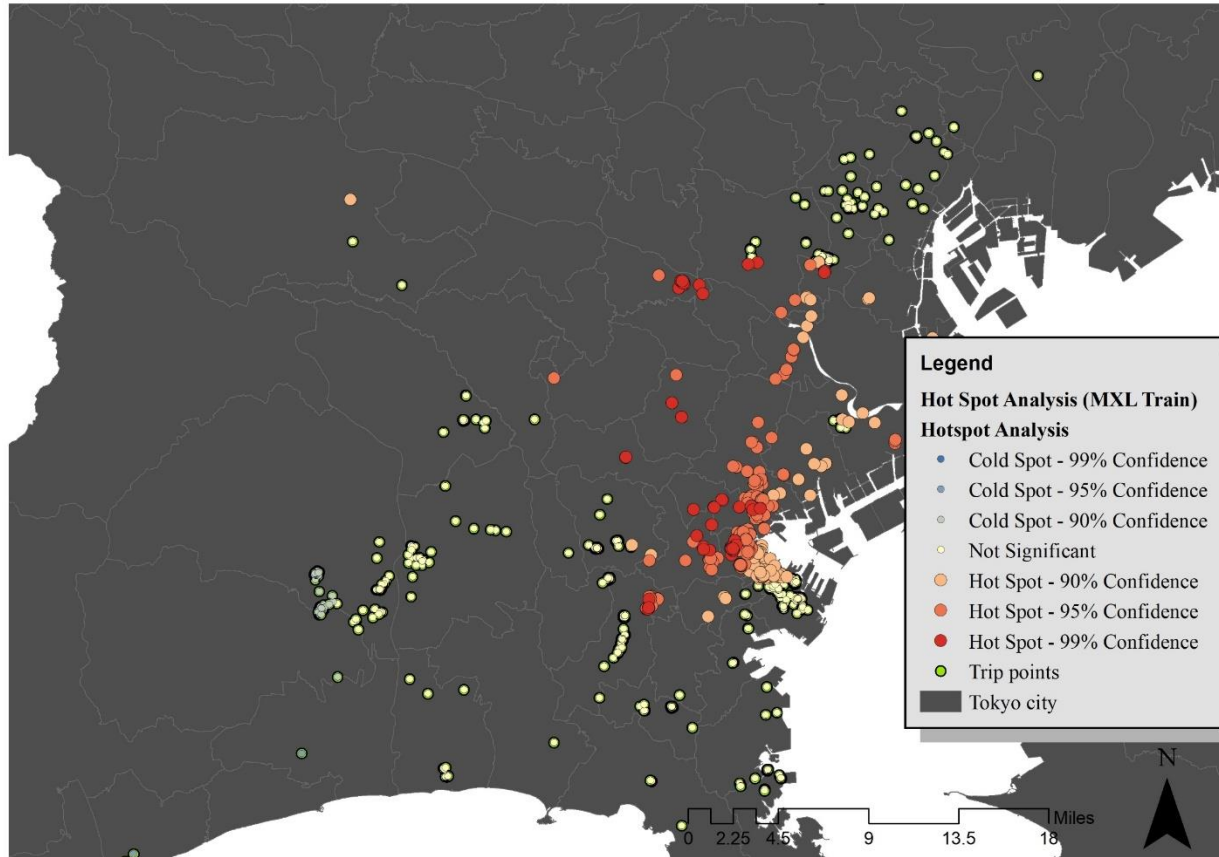 Legend
Hot Spot Analysis (MXL Train)
Hotspot Analysis
Cold Spot - 99% Confidence
Cold Spot - 95% Confidence
Cold Spot - 90% Confidence
Not Significant
Hot Spot - 90% Confidence
Hot Spot - 95% Confidence
Hot Spot - 99% Confidence
Trip points
Tokyo city
N
Miles
0 2.25 4.5 9 13.5 18